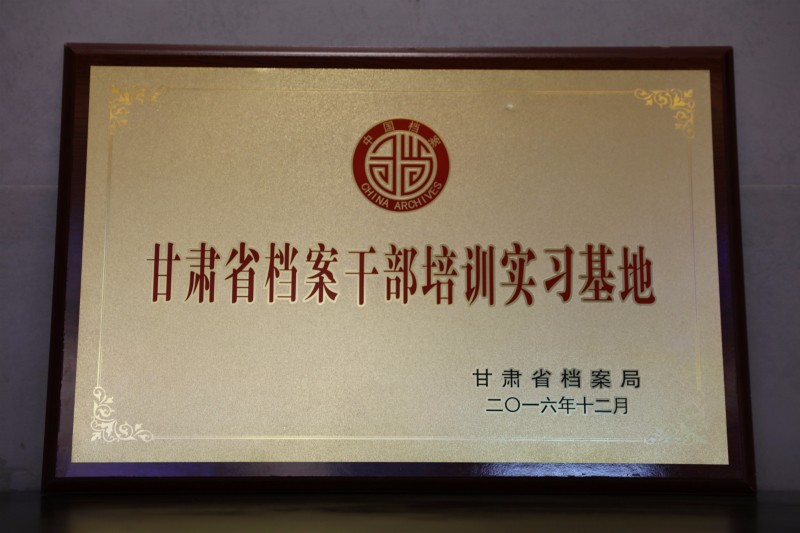 中国档案
CHINA ARCHIVES
甘肃省档案干部培训实习基地
甘肃省档案局
二〇一六年十二月